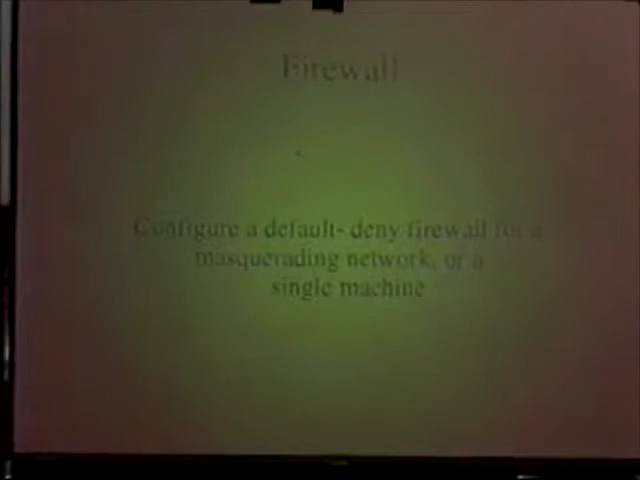 Firewall
Configure a default- deny firewall for a
masquerading network, or a
single machine